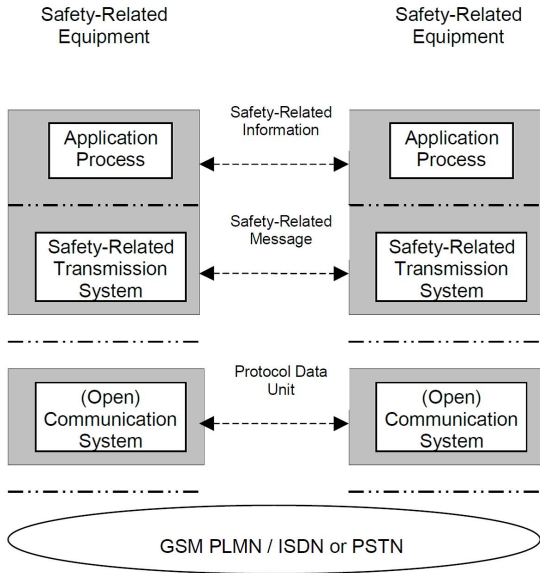 Safety-Related
Equipment
Safety-Related
Equipment
Safety-Related
Information
Application
Process
Application
Process
Safety-Related
Message
Safety-Related
Transmission
System
Safety-Related
Transmission
System
Protocol Data
Unit
(Open)
Communication
System
(Open)
Communication
System
GSM PLMN / ISDN or PSTN